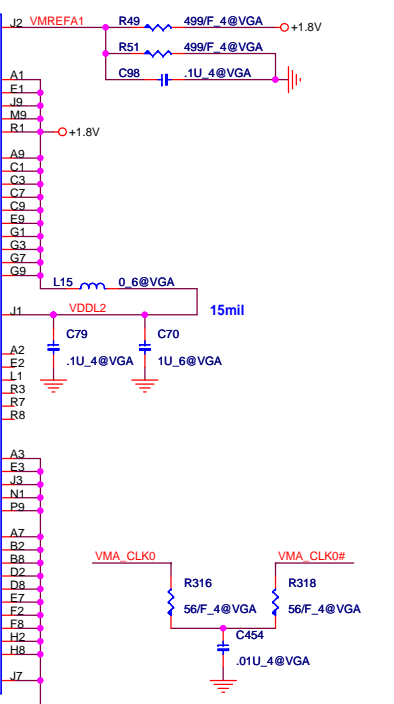 J2 VMREFA1 R49 499/F_4@VGA +1.8V
R51 499/F_4@VGA
C98 .1U_4@VGA
A1
E1
J9
M9
R1 +1.8V
A9
C1
C3
C7
C9
E9
G1
G3
G7
G9
L15 0_6@VGA
J1 VDDL2 15mil
C79 C70
.1U_4@VGA 1U_6@VGA
A2
E2
L1
R3
R7
R8
A3
E3
J3
N1
P9
A7
B2
B8
D2
D8
E7
F2
F8
H2
H8
J7
VMA_CLK0 VMA_CLK0#
R316 R318
56/F_4@VGA 56/F_4@VGA
C454
.01U_4@VGA